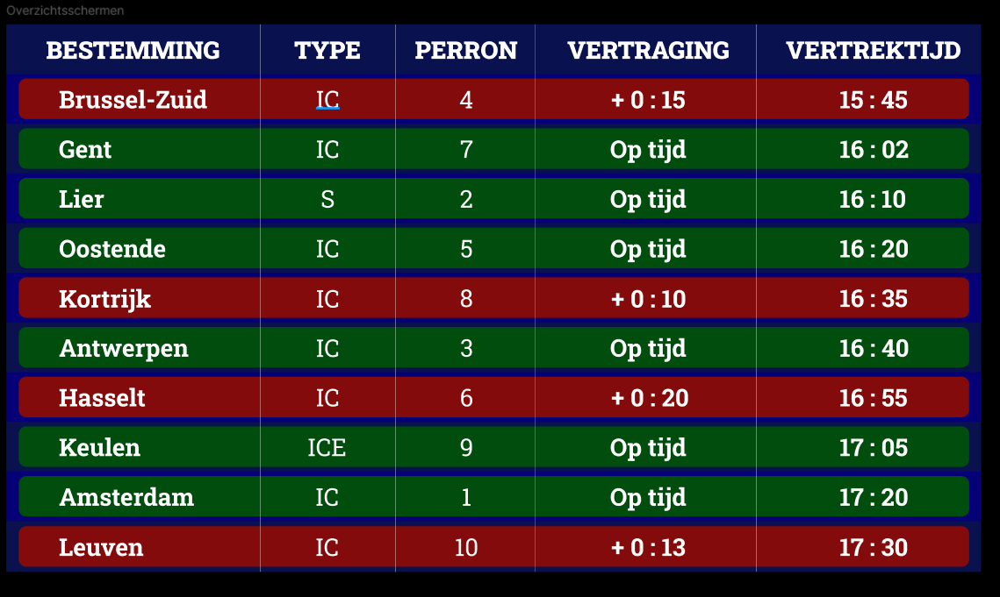 Overzichtsschermen
BESTEMMING TYPE PERRON VERTRAGING VERTREKTIJD
Brussel-Zuid IC 4 + 0 : 15 15 : 45
Gent IC 7 Op tijd 16 : 02
Lier S 2 Op tijd 16 : 10
Oostende IC 5 Op tijd 16 : 20
Kortrijk IC 8 + 0 : 10 16 : 35
Antwerpen IC 3 Op tijd 16 : 40
Hasselt IC 6 + 0 : 20 16 : 55
Keulen ICE 9 Op tijd 17 : 05
Amsterdam IC 1 Op tijd 17 : 20
Leuven IC 10 + 0 : 13 17 : 30